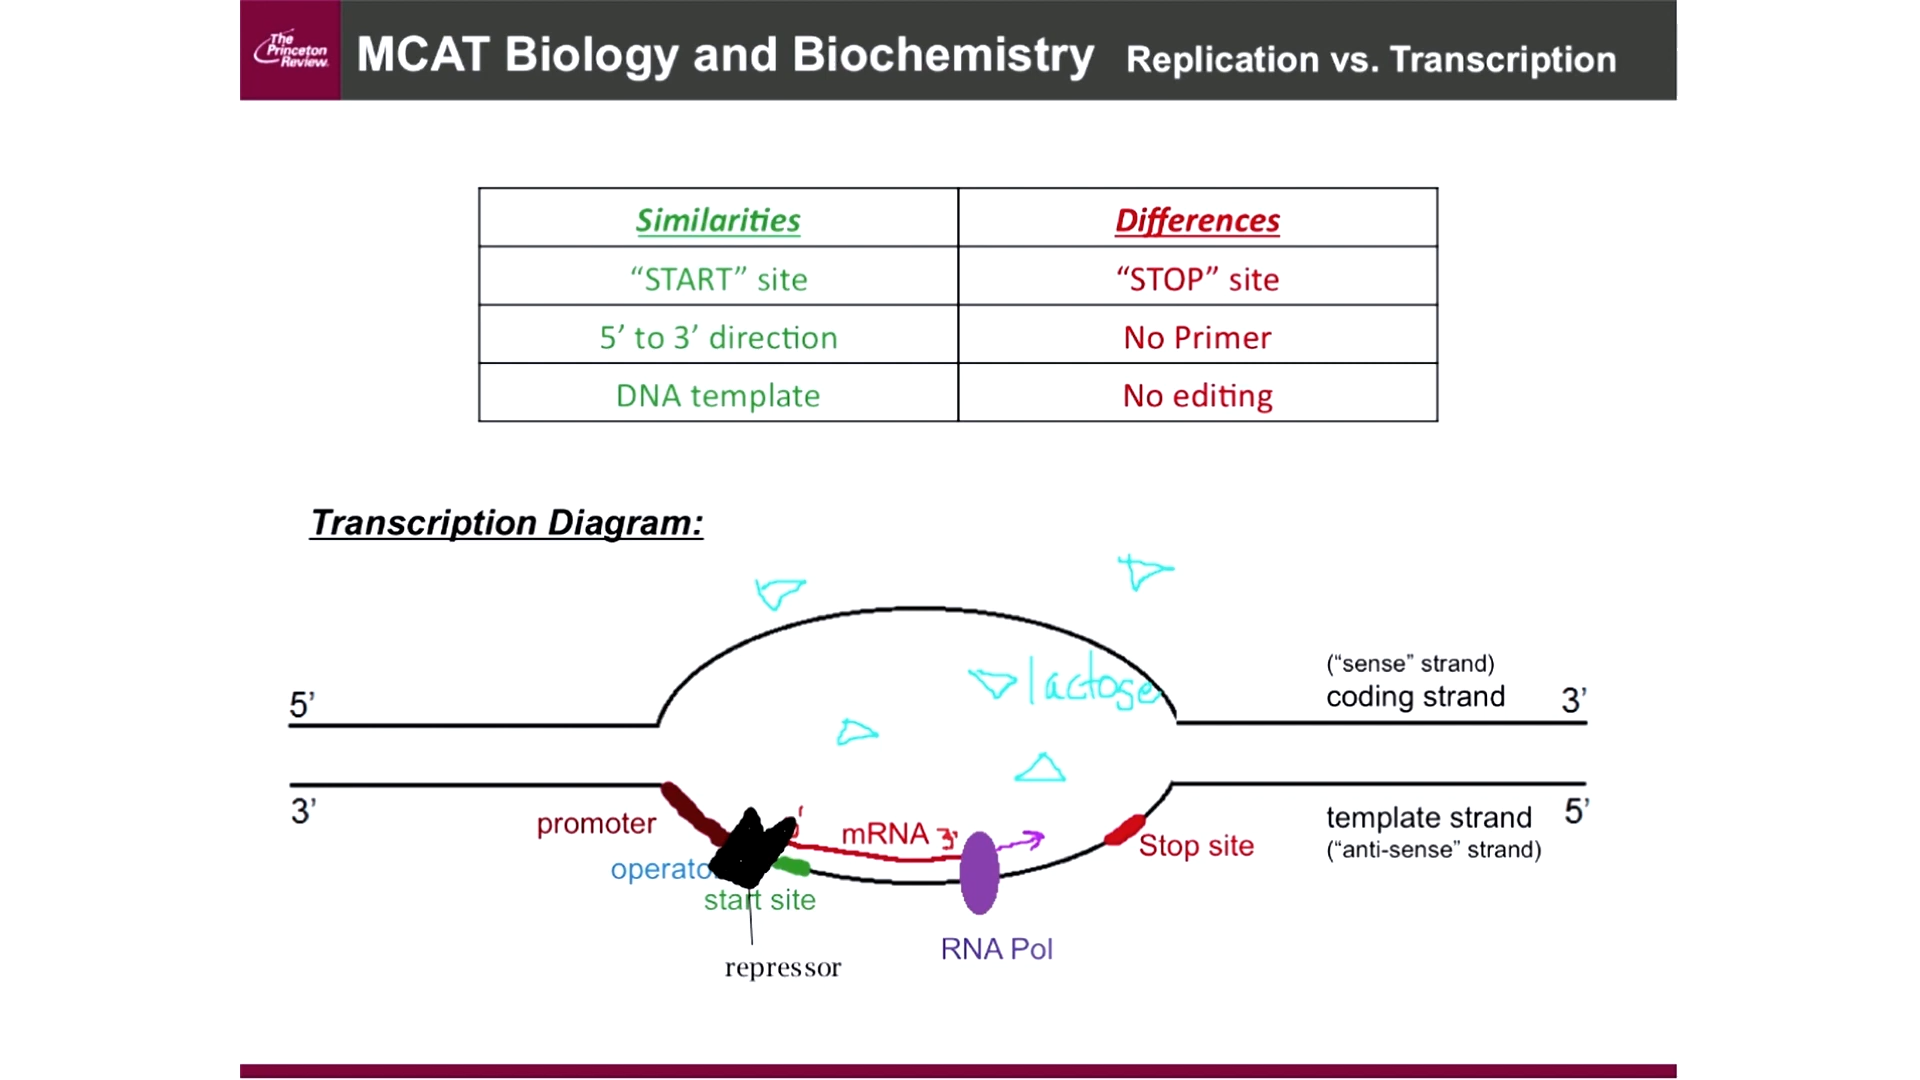 The
Princeton
Review
MCAT Biology and Biochemistry Replication vs. Transcription
Similarities Differences
“START” site “STOP” site
5’ to 3’ direction No Primer
DNA template No editing
Transcription Diagram:
lactose
(“sense” strand)
5’ coding strand 3’
3’ template strand 5’
(“anti-sense” strand)
promoter mRNA 3'
Stop site
operato
start site
RNA Pol
repressor